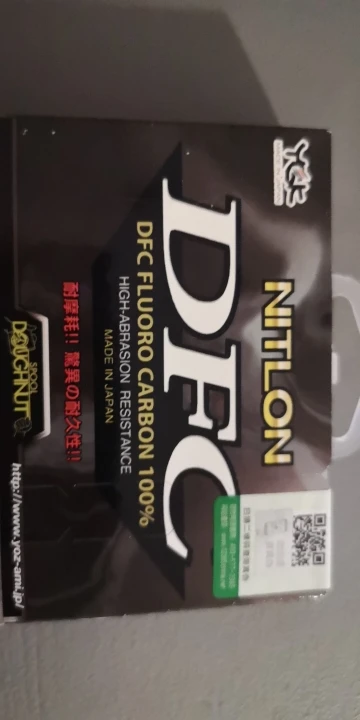 YGK
NITLON
DFC
DFC FLUORO CARBON 100%
HIGH-ABRASION RESISTANCE
MADE IN JAPAN
耐摩耗!! 驚異の耐久性!!
SPOOL
DOUGHNUT
http://www.yoz-ami.jp/